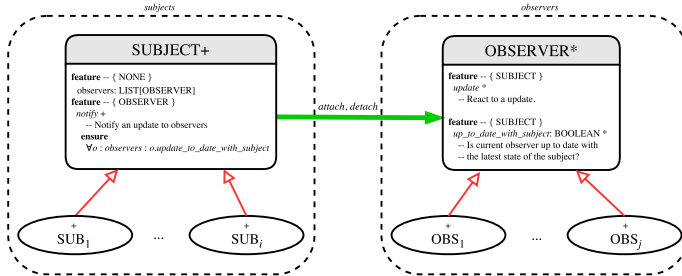 subjects
SUBJECT+
feature -- { NONE }
observers: LIST[OBSERVER]
feature -- { OBSERVER }
notify +
-- Notify an update to observers
ensure
∀o : observers : o.update_to_date_with_subject
+
SUB1
...
+
SUBi
attach, detach
observers
OBSERVER*
feature -- { SUBJECT }
update *
-- React to a update.
feature -- { SUBJECT }
up_to_date_with_subject: BOOLEAN *
-- Is current observer up to date with
-- the latest state of the subject?
+
OBS1
...
+
OBSj